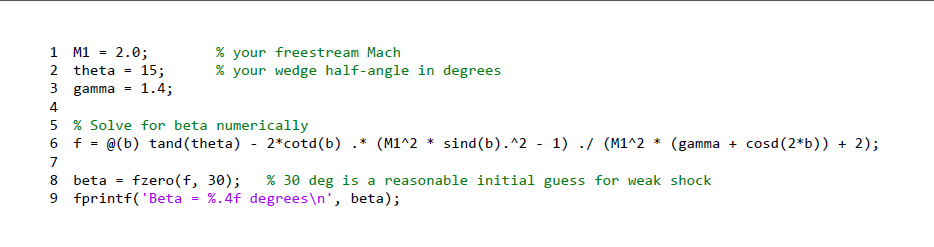 1 M1 = 2.0; % your freestream Mach
2 theta = 15; % your wedge half-angle in degrees
3 gamma = 1.4;
4
5 % Solve for beta numerically
6 f = @(b) tand(theta) - 2*cotd(b) .* (M1^2 * sind(b).^2 - 1) ./ (M1^2 * (gamma + cosd(2*b)) + 2);
7
8 beta = fzero(f, 30); % 30 deg is a reasonable initial guess for weak shock
9 fprintf('Beta = %.4f degrees\n', beta);